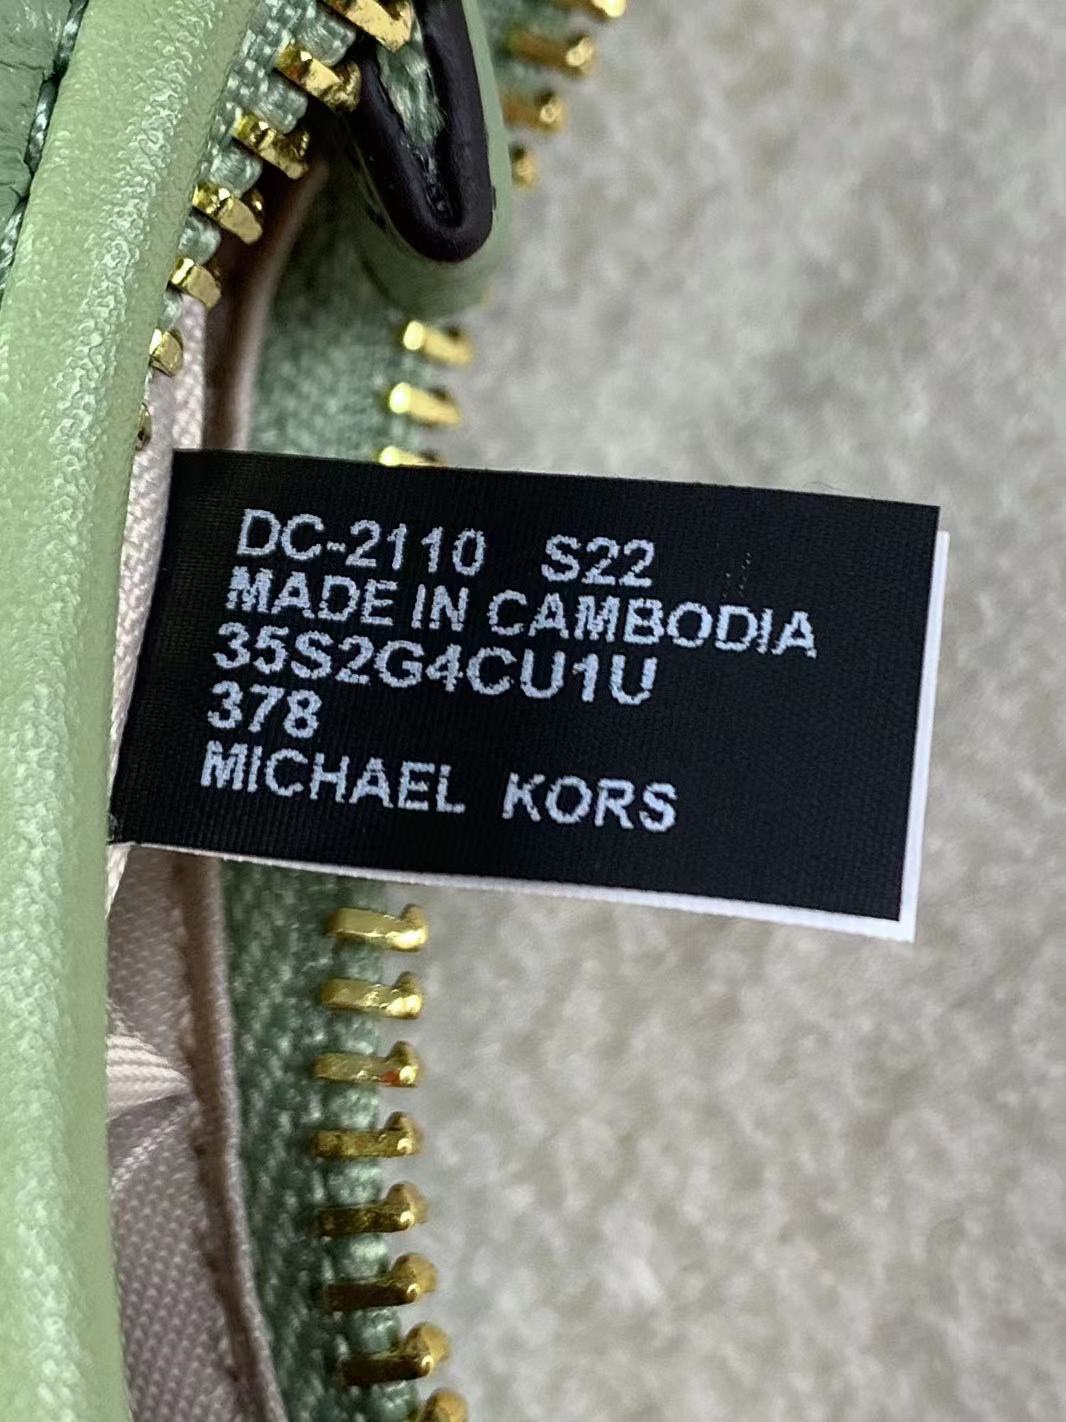 DC-2110 S22
MADE IN CAMBODIA
35S2G4CU1U
378
MICHAEL KORS